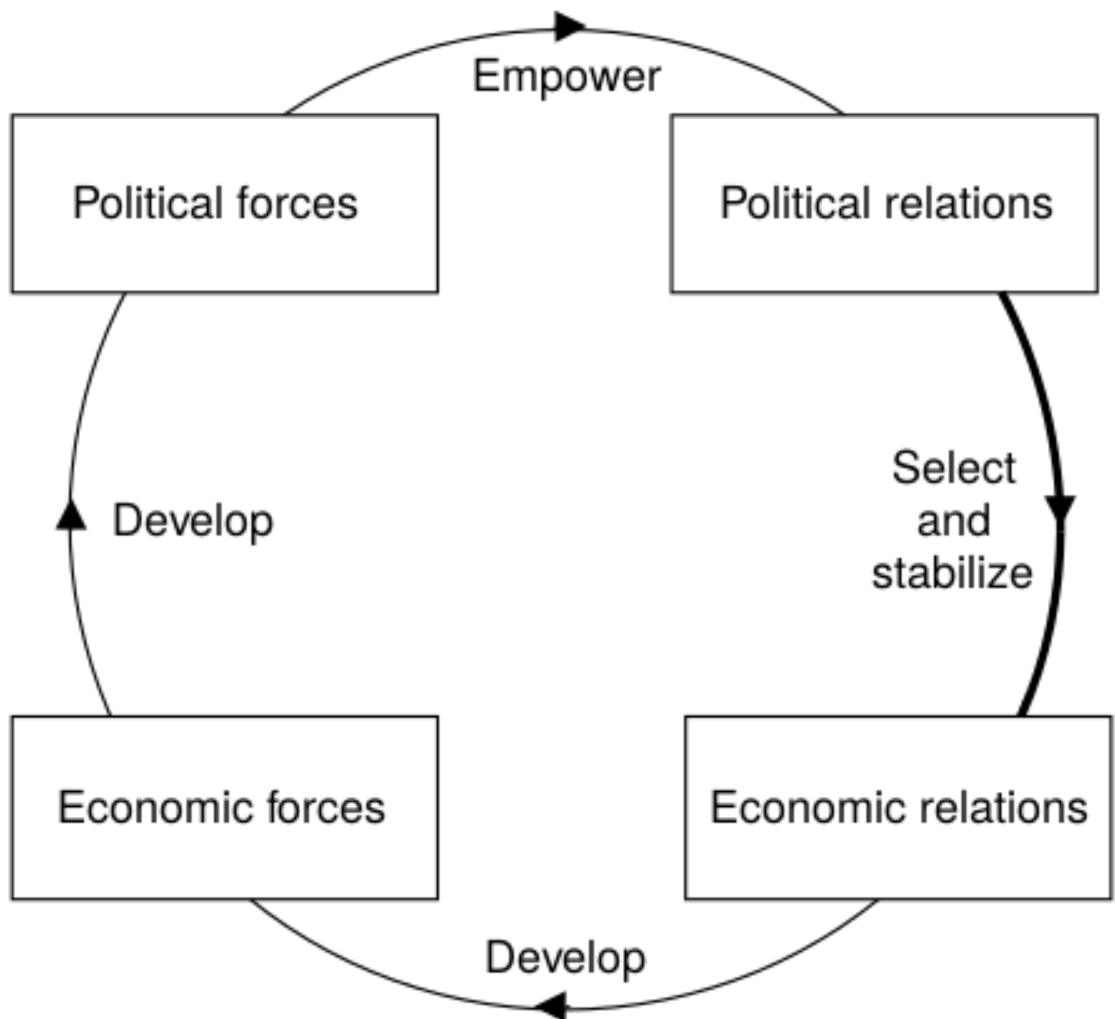 Empower
Political forces
Political relations
Select
and
stabilize
Develop
Economic forces
Economic relations
Develop